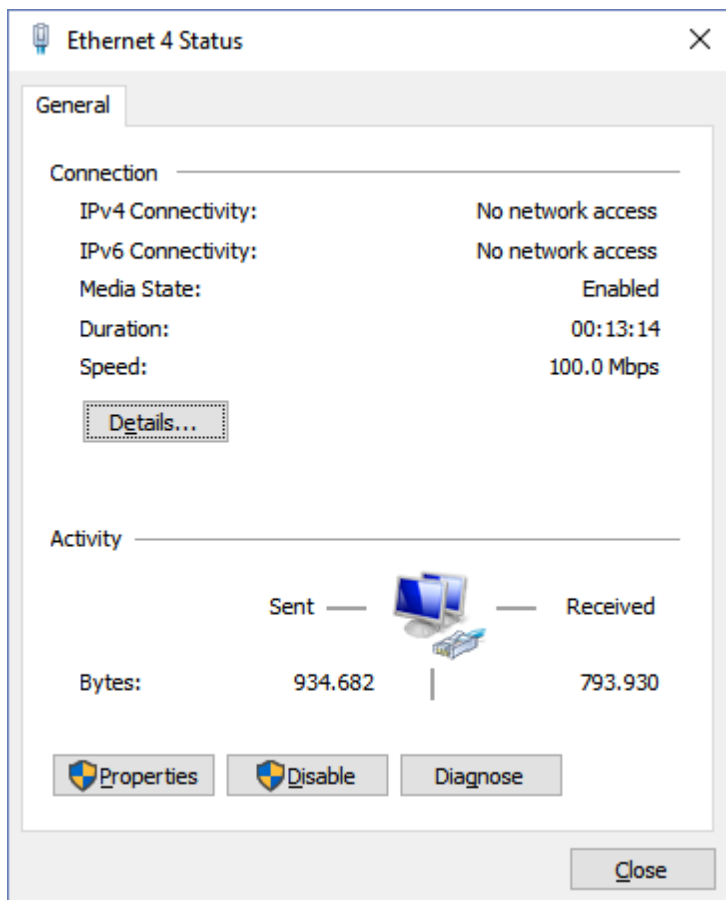 Ethernet 4 Status
General
Connection
IPv4 Connectivity: No network access
IPv6 Connectivity: No network access
Media State: Enabled
Duration: 00:13:14
Speed: 100.0 Mbps
Details...
Activity
Sent Received
Bytes: 934.682 793.930
Properties Disable Diagnose
Close